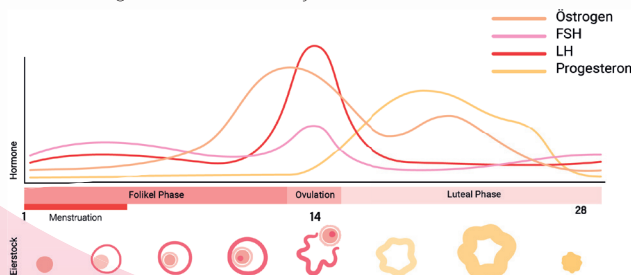 Östrogen
FSH
LH
Progesteron
Hormone
Folikel Phase
Ovulation
Luteal Phase
1
Menstruation
14
28
Eierstock